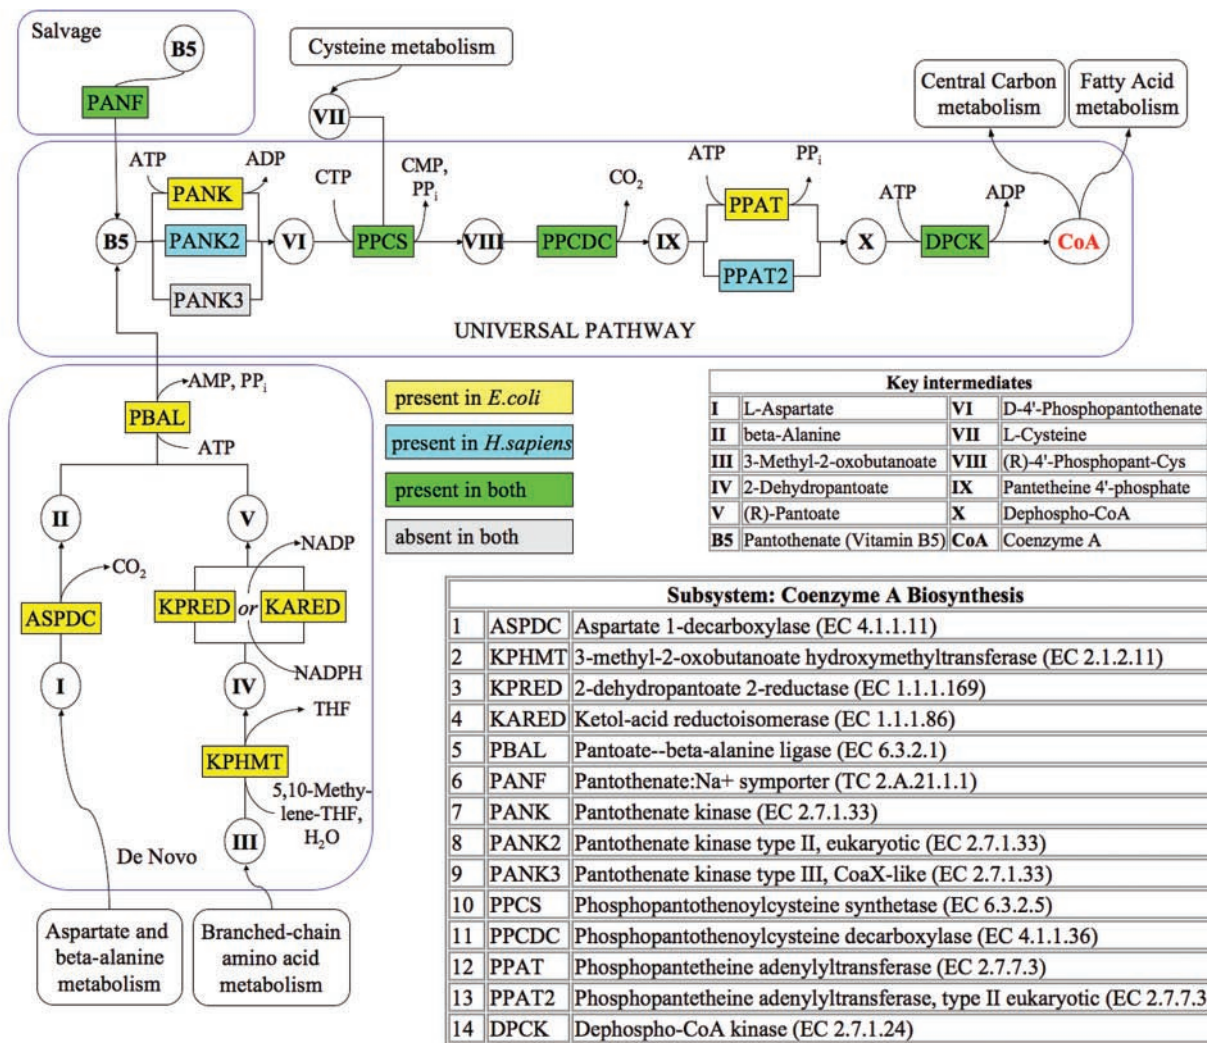 Salvage
B5
PANF
Cysteine metabolism
VII
Central Carbon
metabolism
Fatty Acid
metabolism
ATP
ADP
PANK
B5
PANK2
PANK3
VI
CTP
PPCS
CMP,
PPi
VIII
PPCDC
CO2
IX
ATP
PPi
PPAT
PPAT2
X
ATP
ADP
DPCK
CoA
UNIVERSAL PATHWAY
AMP, PPi
PBAL
ATP
II
V
CO2
NADP
ASPDC
KPRED or KARED
NADPH
I
IV
THF
KPHMT
5,10-Methy-
lene-THF,
H2O
III
De Novo
Aspartate and
beta-alanine
metabolism
Branched-chain
amino acid
metabolism
present in E.coli
present in H.sapiens
present in both
absent in both
Key intermediates
I L-Aspartate VI D-4'-Phosphopantothenate
II beta-Alanine VII L-Cysteine
III 3-Methyl-2-oxobutanoate VIII (R)-4'-Phosphopant-Cys
IV 2-Dehydropantoate IX Pantetheine 4'-phosphate
V (R)-Pantoate X Dephospho-CoA
B5 Pantothenate (Vitamin B5) CoA Coenzyme A
Subsystem: Coenzyme A Biosynthesis
1 ASPDC Aspartate 1-decarboxylase (EC 4.1.1.11)
2 KPHMT 3-methyl-2-oxobutanoate hydroxymethyltransferase (EC 2.1.2.11)
3 KPRED 2-dehydropantoate 2-reductase (EC 1.1.1.169)
4 KARED Ketol-acid reductoisomerase (EC 1.1.1.86)
5 PBAL Pantoate--beta-alanine ligase (EC 6.3.2.1)
6 PANF Pantothenate:Na+ symporter (TC 2.A.21.1.1)
7 PANK Pantothenate kinase (EC 2.7.1.33)
8 PANK2 Pantothenate kinase type II, eukaryotic (EC 2.7.1.33)
9 PANK3 Pantothenate kinase type III, CoaX-like (EC 2.7.1.33)
10 PPCS Phosphopantothenoylcysteine synthetase (EC 6.3.2.5)
11 PPCDC Phosphopantothenoylcysteine decarboxylase (EC 4.1.1.36)
12 PPAT Phosphopantetheine adenylyltransferase (EC 2.7.7.3)
13 PPAT2 Phosphopantetheine adenylyltransferase, type II eukaryotic (EC 2.7.7.3
14 DPCK Dephospho-CoA kinase (EC 2.7.1.24)